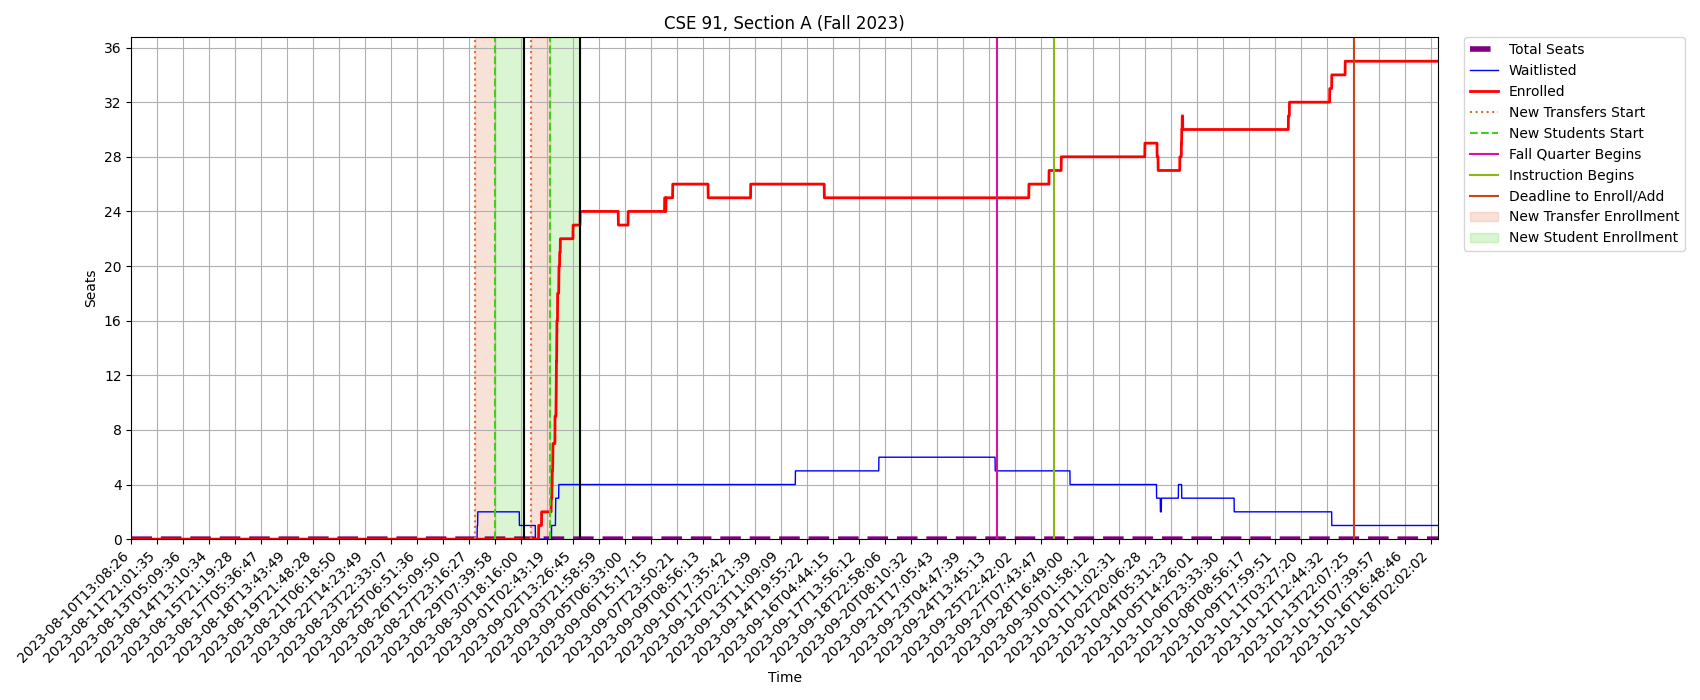 CSE 91, Section A (Fall 2023)
Seats
36
32
28
24
20
16
12
8
4
0
Total Seats
Waitlisted
Enrolled
New Transfers Start
New Students Start
Fall Quarter Begins
Instruction Begins
Deadline to Enroll/Add
New Transfer Enrollment
New Student Enrollment
2023-08-10T13:08:26
2023-08-11T21:01:35
2023-08-13T05:09:36
2023-08-14T13:10:34
2023-08-15T21:19:28
2023-08-17T05:36:47
2023-08-18T13:43:49
2023-08-19T21:48:28
2023-08-21T06:18:50
2023-08-22T14:23:49
2023-08-23T22:33:07
2023-08-25T06:51:36
2023-08-26T15:09:50
2023-08-27T23:16:27
2023-08-29T07:39:58
2023-08-30T18:16:00
2023-09-01T02:43:19
2023-09-02T13:26:45
2023-09-03T21:58:59
2023-09-05T06:33:00
2023-09-06T15:17:15
2023-09-07T23:50:21
2023-09-09T08:56:13
2023-09-10T17:35:42
2023-09-12T02:21:39
2023-09-13T11:09:09
2023-09-14T19:55:22
2023-09-16T04:44:15
2023-09-17T13:56:12
2023-09-18T22:58:06
2023-09-20T08:10:32
2023-09-21T17:05:43
2023-09-23T04:47:39
2023-09-24T13:45:13
2023-09-25T22:42:02
2023-09-27T07:43:47
2023-09-28T16:49:00
2023-09-30T01:58:12
2023-10-01T11:02:31
2023-10-02T20:06:28
2023-10-04T05:31:23
2023-10-05T14:26:01
2023-10-06T23:33:30
2023-10-08T08:56:17
2023-10-09T17:59:51
2023-10-11T03:27:20
2023-10-12T12:44:32
2023-10-13T22:07:25
2023-10-15T07:39:57
2023-10-16T16:48:46
2023-10-18T02:02:02
Time